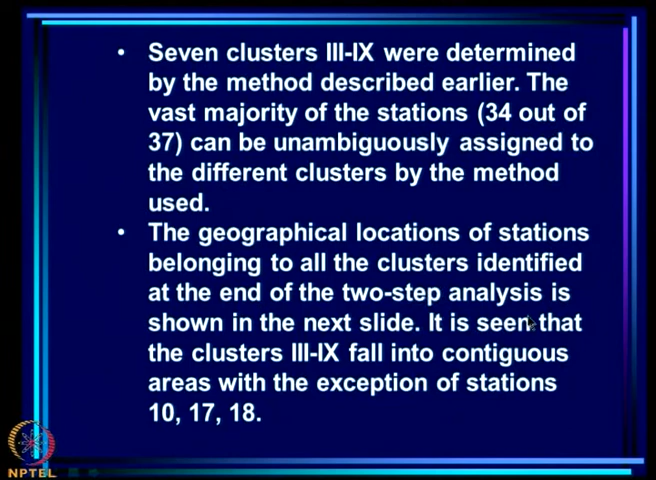 • Seven clusters III-IX were determined
by the method described earlier. The
vast majority of the stations (34 out of
37) can be unambiguously assigned to
the different clusters by the method
used.
• The geographical locations of stations
belonging to all the clusters identified
at the end of the two-step analysis is
shown in the next slide. It is seen that
the clusters III-IX fall into contiguous
areas with the exception of stations
10, 17, 18.
NPTEL